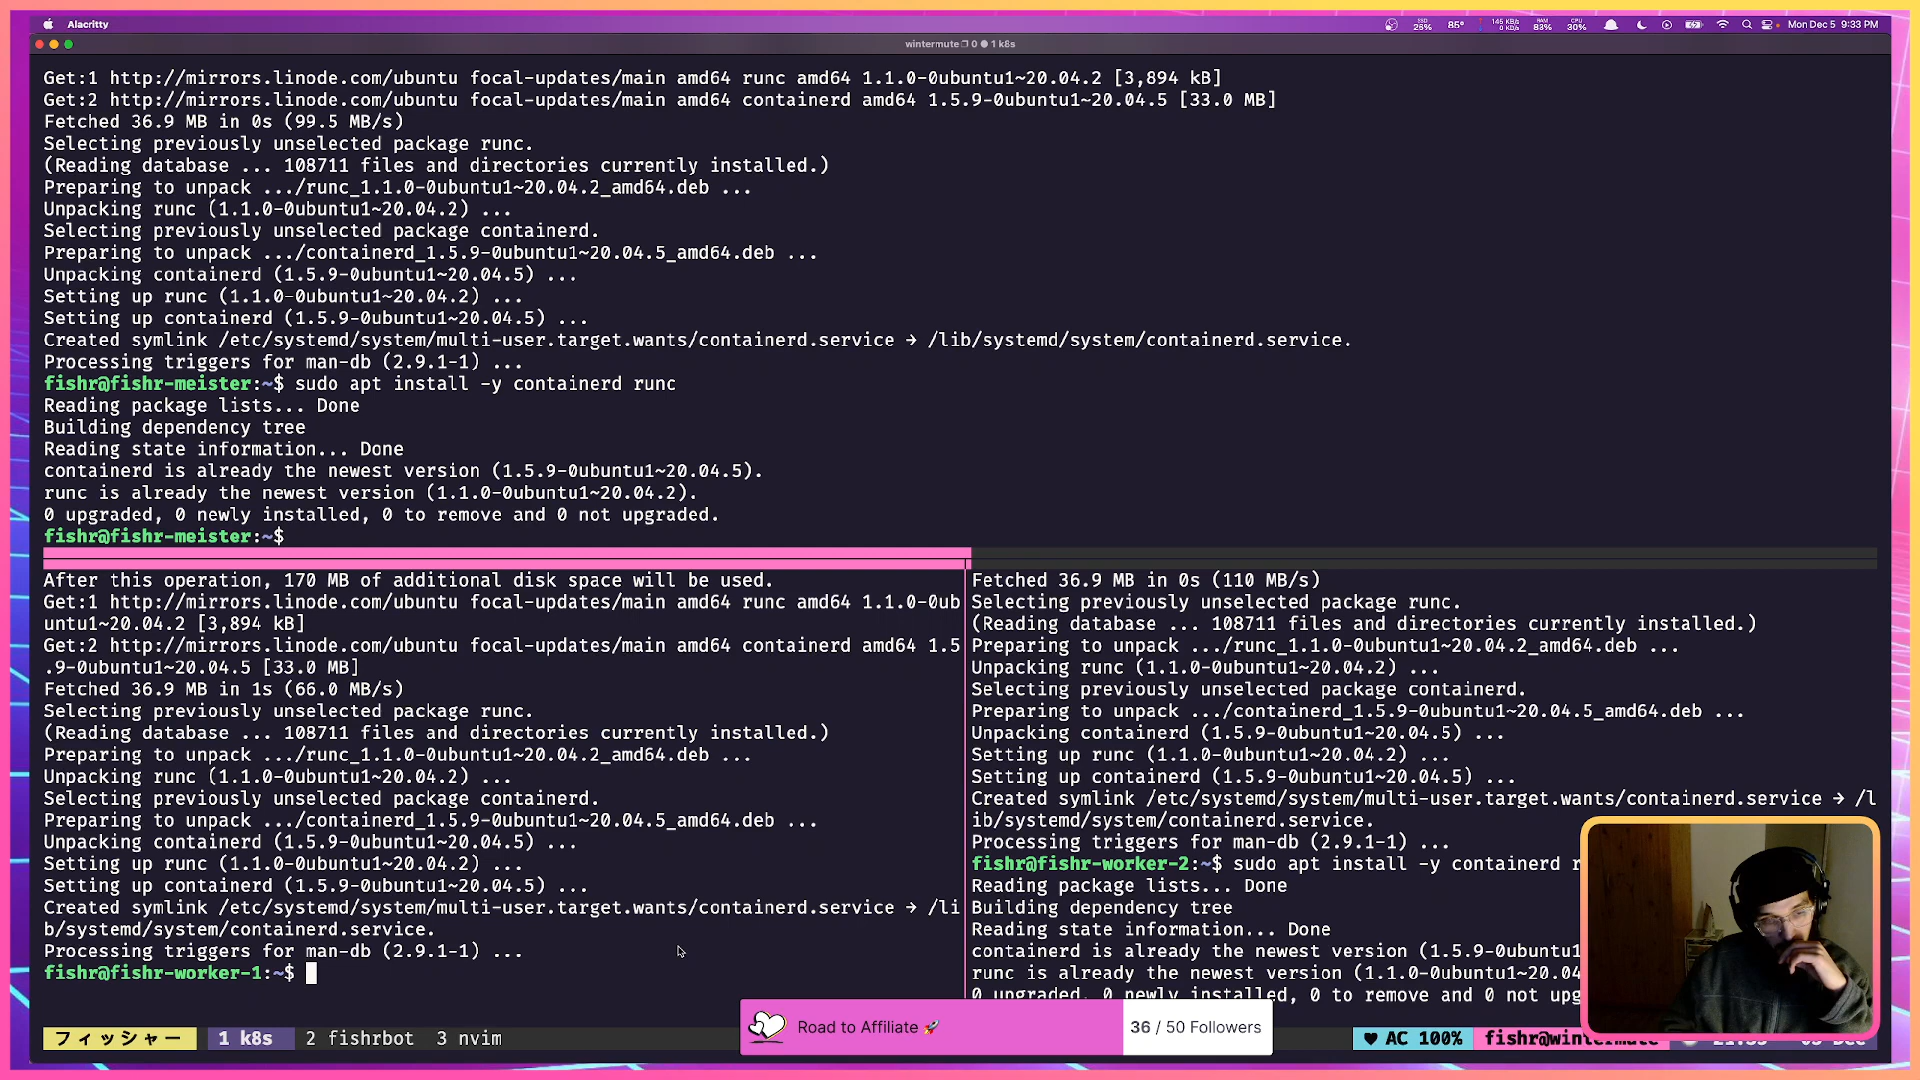 Alacritty
SSD
26%
85°
145 KB/s
0 KB/s
RAM
83%
CPU
30%
Mon Dec 5 9:33 PM
wintermute 0 1 k8s
Get:1 http://mirrors.linode.com/ubuntu focal-updates/main amd64 runc amd64 1.1.0-0ubuntu1~20.04.2 [3,894 kB]
Get:2 http://mirrors.linode.com/ubuntu focal-updates/main amd64 containerd amd64 1.5.9-0ubuntu1~20.04.5 [33.0 MB]
Fetched 36.9 MB in 0s (99.5 MB/s)
Selecting previously unselected package runc.
(Reading database ... 108711 files and directories currently installed.)
Preparing to unpack .../runc_1.1.0-0ubuntu1~20.04.2_amd64.deb ...
Unpacking runc (1.1.0-0ubuntu1~20.04.2) ...
Selecting previously unselected package containerd.
Preparing to unpack .../containerd_1.5.9-0ubuntu1~20.04.5_amd64.deb ...
Unpacking containerd (1.5.9-0ubuntu1~20.04.5) ...
Setting up runc (1.1.0-0ubuntu1~20.04.2) ...
Setting up containerd (1.5.9-0ubuntu1~20.04.5) ...
Created symlink /etc/systemd/system/multi-user.target.wants/containerd.service → /lib/systemd/system/containerd.service.
Processing triggers for man-db (2.9.1-1) ...
fishr@fishr-meister:~$ sudo apt install -y containerd runc
Reading package lists... Done
Building dependency tree
Reading state information... Done
containerd is already the newest version (1.5.9-0ubuntu1~20.04.5).
runc is already the newest version (1.1.0-0ubuntu1~20.04.2).
0 upgraded, 0 newly installed, 0 to remove and 0 not upgraded.
fishr@fishr-meister:~$
After this operation, 170 MB of additional disk space will be used.
Get:1 http://mirrors.linode.com/ubuntu focal-updates/main amd64 runc amd64 1.1.0-0ub
untu1~20.04.2 [3,894 kB]
Get:2 http://mirrors.linode.com/ubuntu focal-updates/main amd64 containerd amd64 1.5
.9-0ubuntu1~20.04.5 [33.0 MB]
Fetched 36.9 MB in 1s (66.0 MB/s)
Selecting previously unselected package runc.
(Reading database ... 108711 files and directories currently installed.)
Preparing to unpack .../runc_1.1.0-0ubuntu1~20.04.2_amd64.deb ...
Unpacking runc (1.1.0-0ubuntu1~20.04.2) ...
Selecting previously unselected package containerd.
Preparing to unpack .../containerd_1.5.9-0ubuntu1~20.04.5_amd64.deb ...
Unpacking containerd (1.5.9-0ubuntu1~20.04.5) ...
Setting up runc (1.1.0-0ubuntu1~20.04.2) ...
Setting up containerd (1.5.9-0ubuntu1~20.04.5) ...
Created symlink /etc/systemd/system/multi-user.target.wants/containerd.service → /li
b/systemd/system/containerd.service.
Processing triggers for man-db (2.9.1-1) ...
fishr@fishr-worker-1:~$
Fetched 36.9 MB in 0s (110 MB/s)
Selecting previously unselected package runc.
(Reading database ... 108711 files and directories currently installed.)
Preparing to unpack .../runc_1.1.0-0ubuntu1~20.04.2_amd64.deb ...
Unpacking runc (1.1.0-0ubuntu1~20.04.2) ...
Selecting previously unselected package containerd.
Preparing to unpack .../containerd_1.5.9-0ubuntu1~20.04.5_amd64.deb ...
Unpacking containerd (1.5.9-0ubuntu1~20.04.5) ...
Setting up runc (1.1.0-0ubuntu1~20.04.2) ...
Setting up containerd (1.5.9-0ubuntu1~20.04.5) ...
Created symlink /etc/systemd/system/multi-user.target.wants/containerd.service → /l
ib/systemd/system/containerd.service.
Processing triggers for man-db (2.9.1-1) ...
fishr@fishr-worker-2:~$ sudo apt install -y containerd r
Reading package lists... Done
Building dependency tree
Reading state information... Done
containerd is already the newest version (1.5.9-0ubuntu1
runc is already the newest version (1.1.0-0ubuntu1~20.04
0 upgraded, 0 newly installed, 0 to remove and 0 not upg
フィッシャー 1 k8s 2 fishrbot 3 nvim
Road to Affiliate 🚀 36 / 50 Followers
♥ AC 100% fishr@wintermute